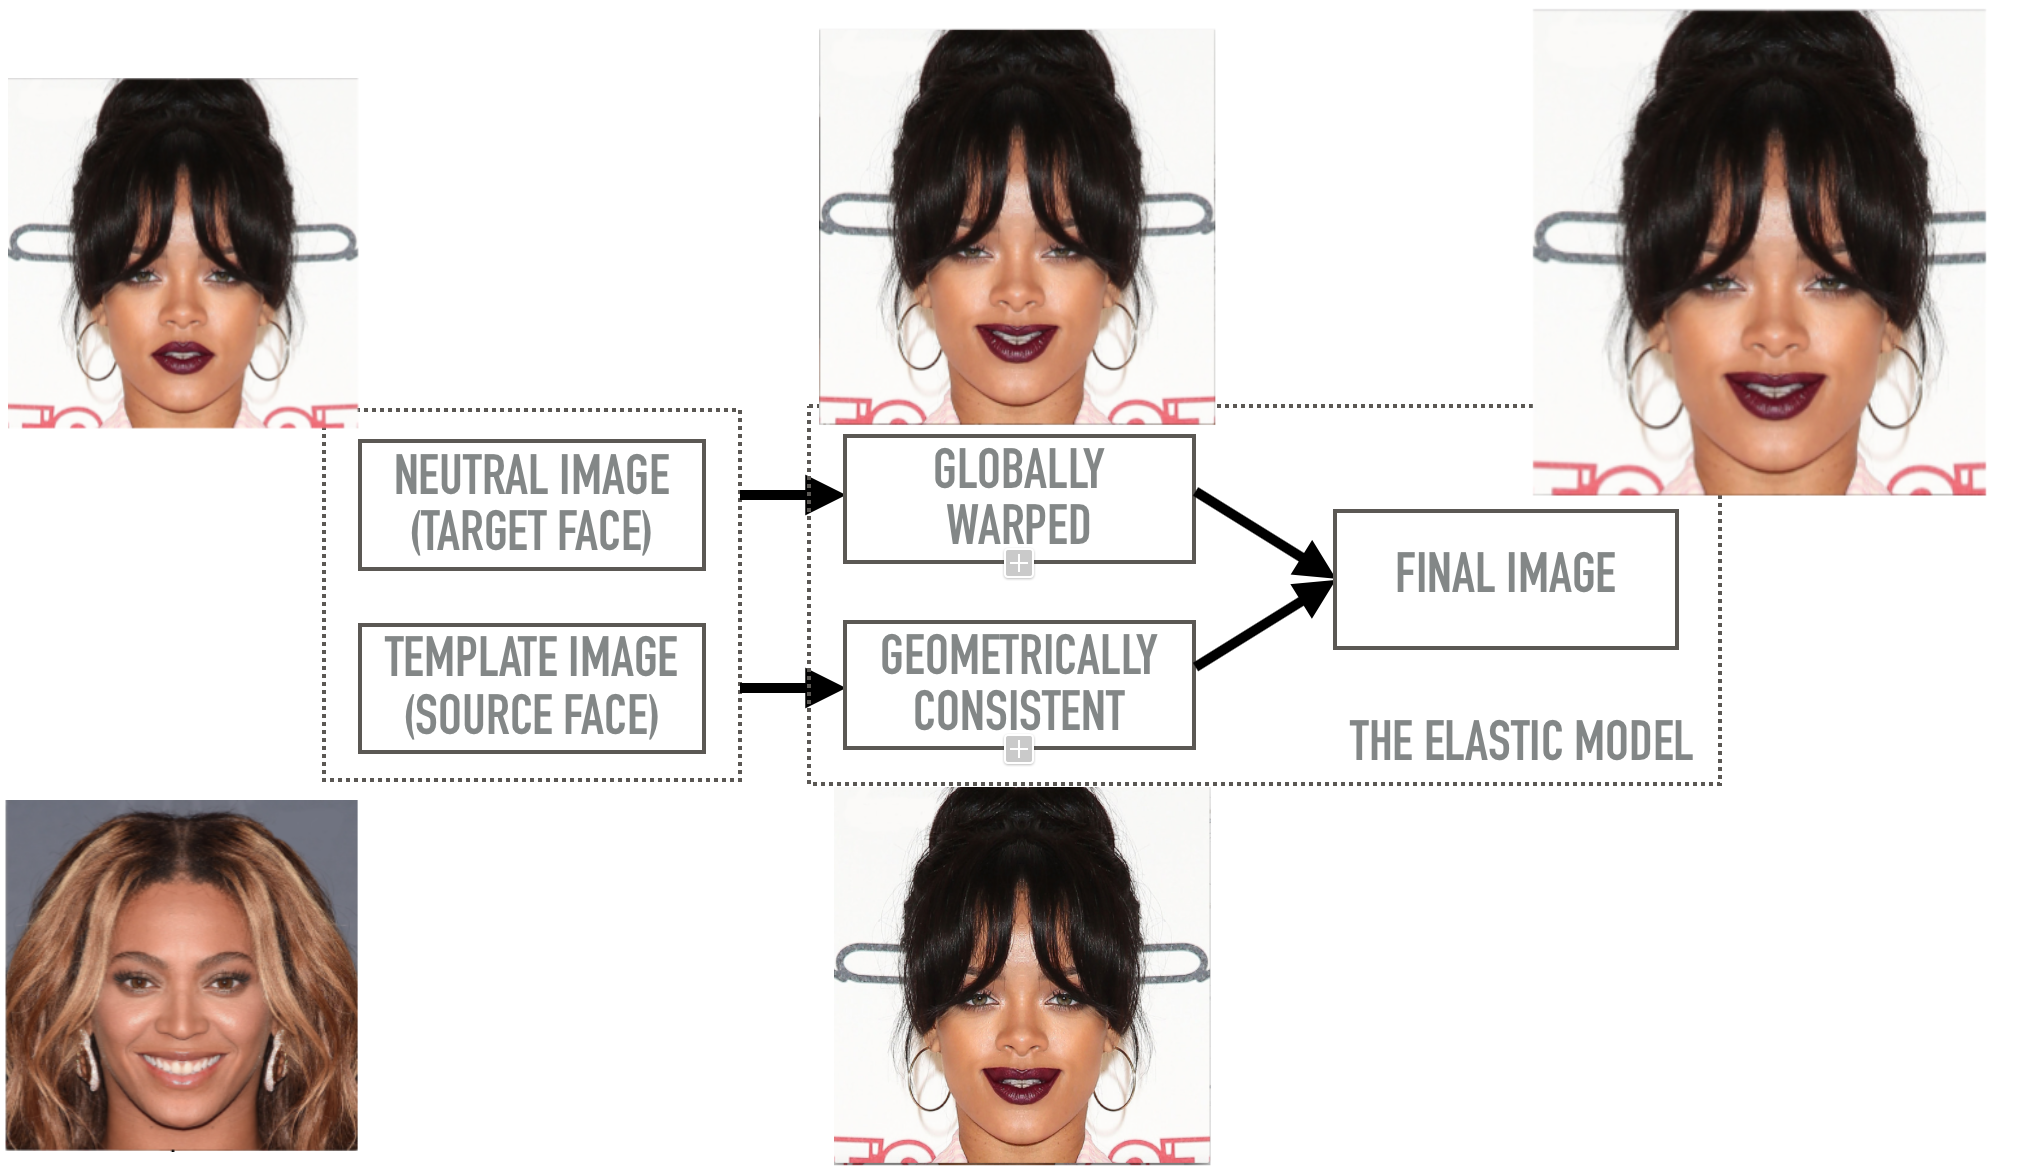 NEUTRAL IMAGE
(TARGET FACE)
TEMPLATE IMAGE
(SOURCE FACE)
GLOBALLY
WARPED
GEOMETRICALLY
CONSISTENT
FINAL IMAGE
THE ELASTIC MODEL